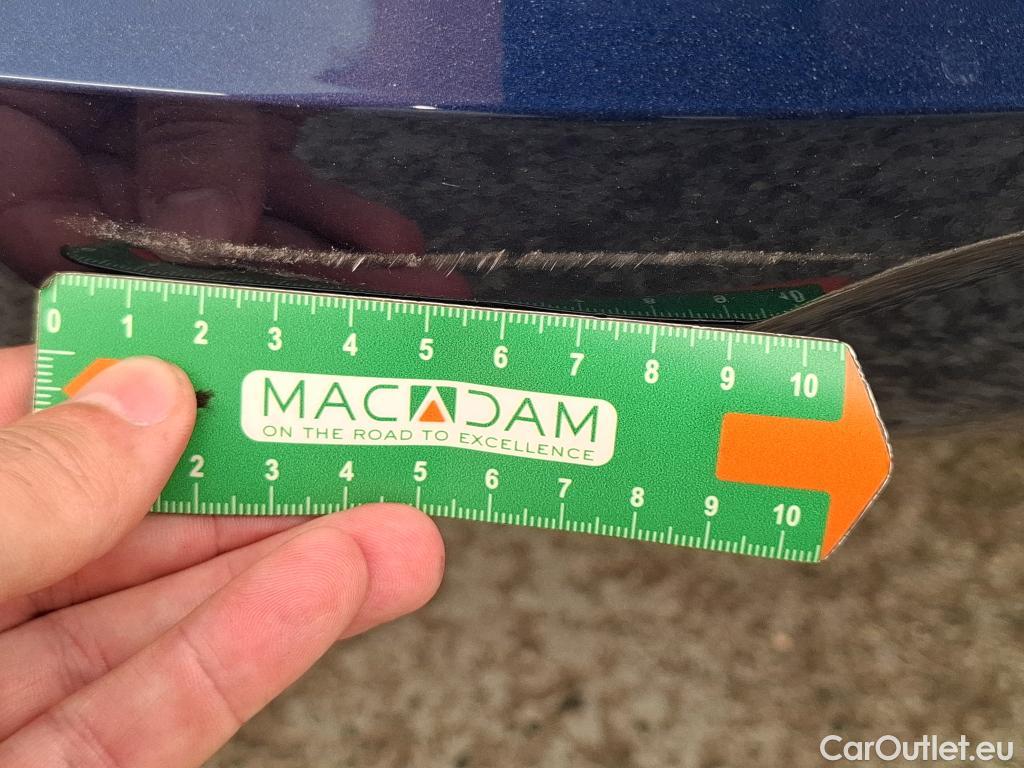 0 1 2 3 4 5 6 7 8 9 10
MACADAM
ON THE ROAD TO EXCELLENCE
2 3 4 5 6 7 8 9 10
CarOutlet.eu